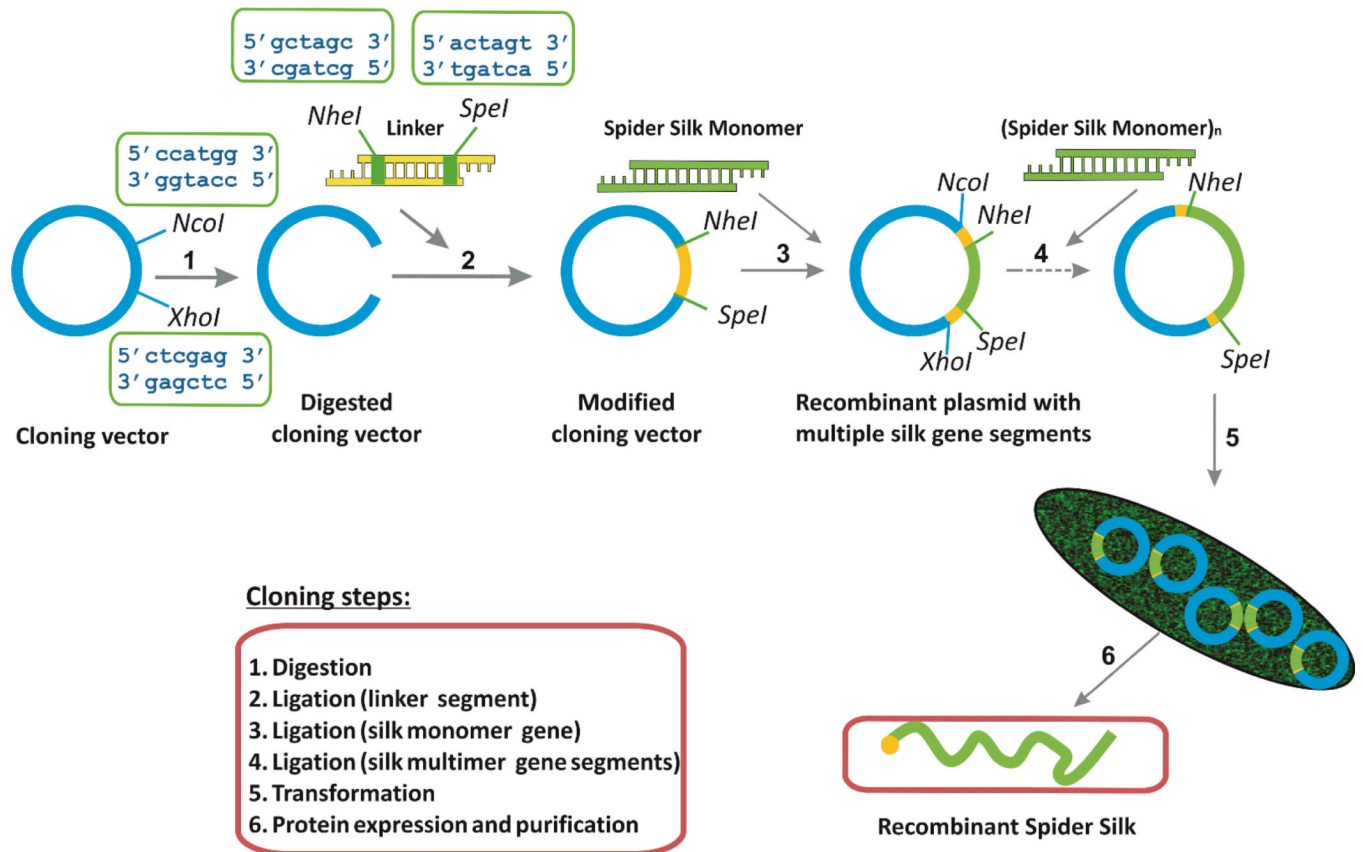 5′gctagc 3′
3′cgatcg 5′
5′actagt 3′
3′tgatca 5′
NheI
Linker
SpeI
Spider Silk Monomer
(Spider Silk Monomer)n
5′ccatgg 3′
3′ggtacc 5′
NcoI
1
XhoI
5′ctcgag 3′
3′gagctc 5′
2
NheI
SpeI
3
NcoI
NheI
SpeI
XhoI
4
NheI
SpeI
Cloning vector
Digested
cloning vector
Modified
cloning vector
Recombinant plasmid with
multiple silk gene segments
5
Cloning steps:
1. Digestion
2. Ligation (linker segment)
3. Ligation (silk monomer gene)
4. Ligation (silk multimer gene segments)
5. Transformation
6. Protein expression and purification
6
Recombinant Spider Silk